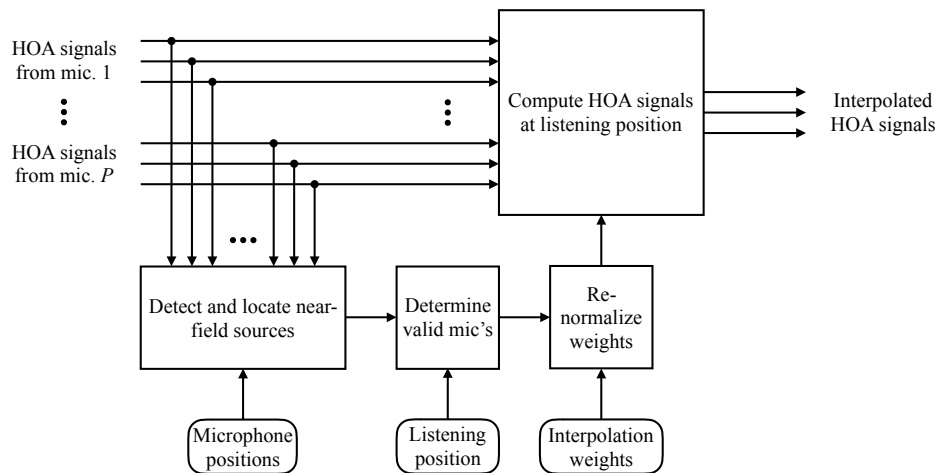 HOA signals
from mic. 1
HOA signals
from mic. P
Compute HOA signals
at listening position
Interpolated
HOA signals
Detect and locate near-
field sources
Determine
valid mic's
Re-
normalize
weights
Microphone
positions
Listening
position
Interpolation
weights